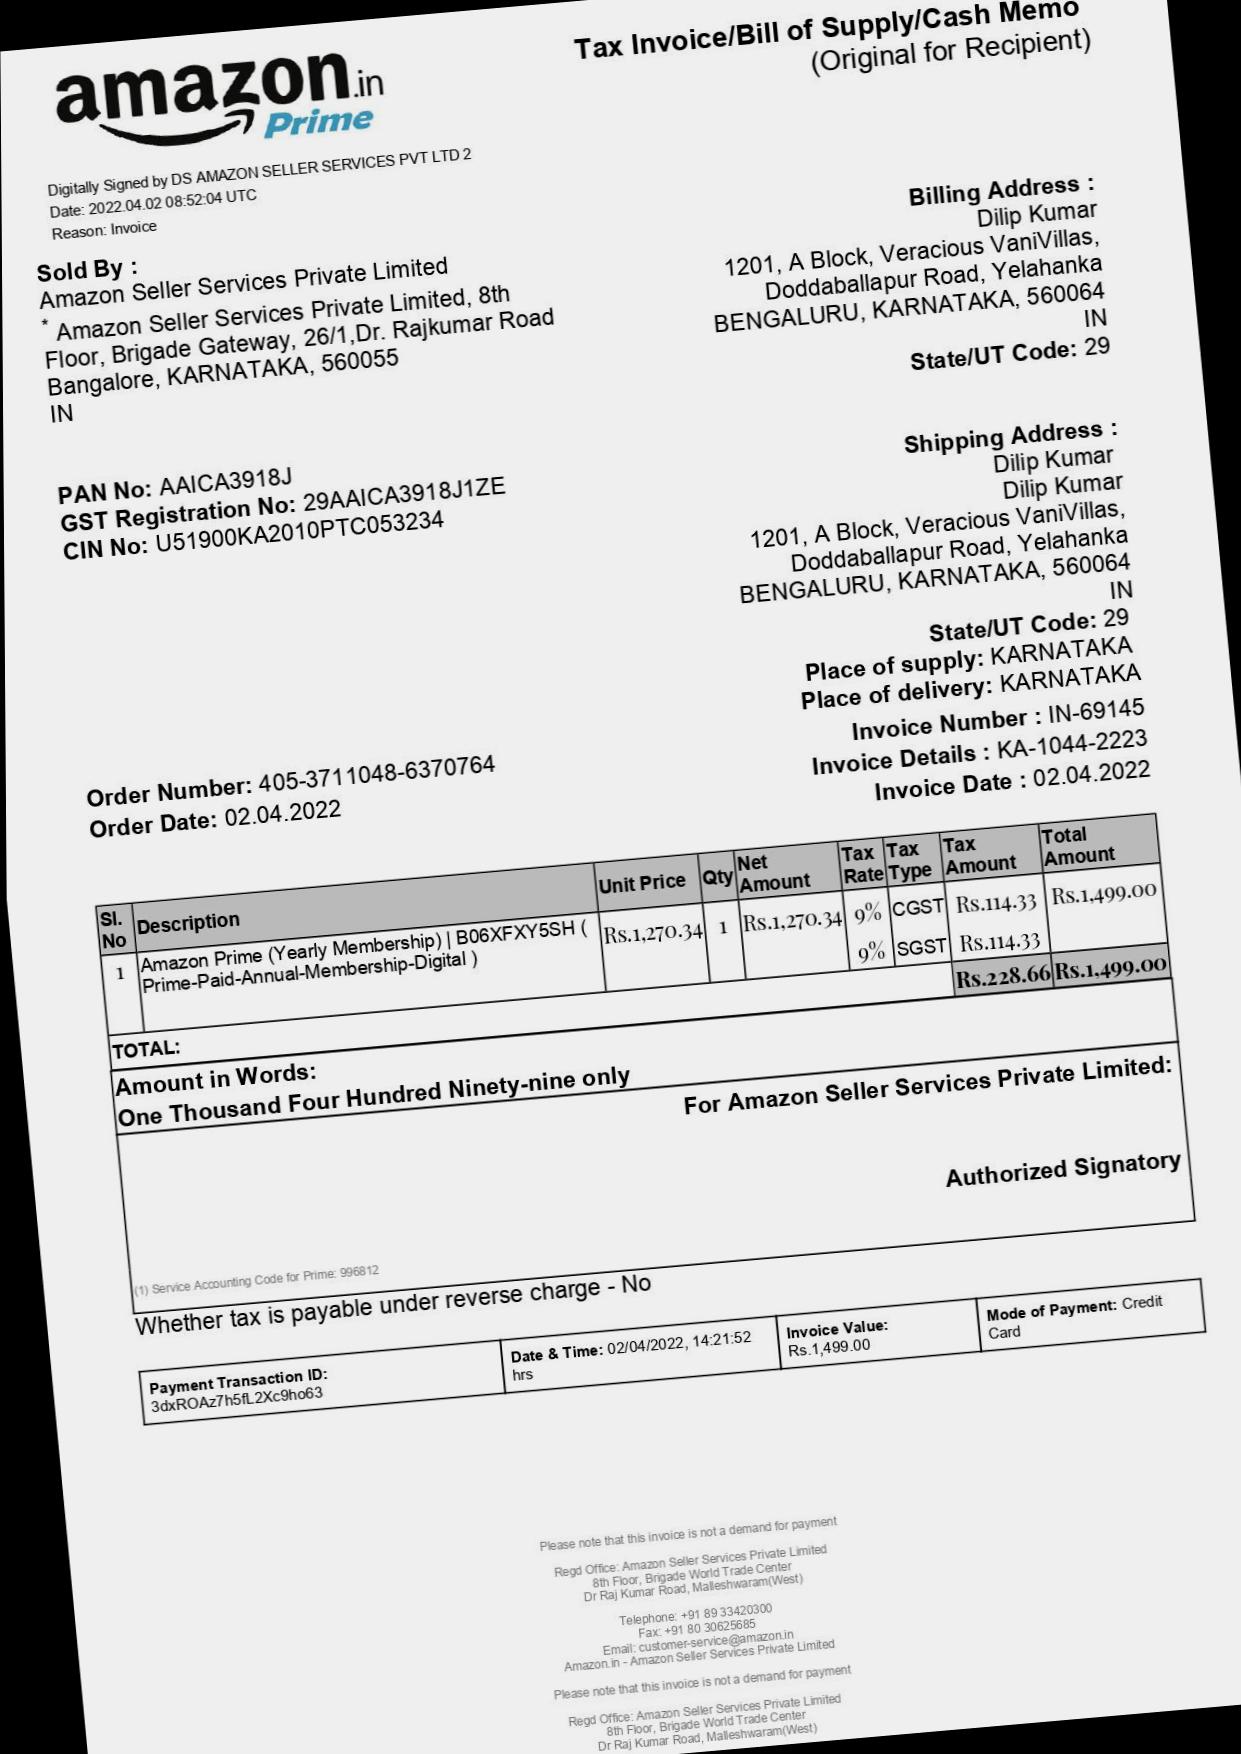 Tax Invoice/Bill of Supply/Cash Memo
(Original for Recipient)
amazon.in
Prime
Digitally Signed by DS AMAZON SELLER SERVICES PVT LTD 2
Date: 2022.04.02 08:52:04 UTC
Reason: Invoice
Sold By :
Amazon Seller Services Private Limited
* Amazon Seller Services Private Limited, 8th
Floor, Brigade Gateway, 26/1,Dr. Rajkumar Road
Bangalore, KARNATAKA, 560055
IN
Billing Address :
Dilip Kumar
1201, A Block, Veracious VaniVillas,
Doddaballapur Road, Yelahanka
BENGALURU, KARNATAKA, 560064
IN
State/UT Code: 29
PAN No: AAICA3918J
GST Registration No: 29AAICA3918J1ZE
CIN No: U51900KA2010PTC053234
Shipping Address :
Dilip Kumar
Dilip Kumar
1201, A Block, Veracious VaniVillas,
Doddaballapur Road, Yelahanka
BENGALURU, KARNATAKA, 560064
IN
State/UT Code: 29
Place of supply: KARNATAKA
Place of delivery: KARNATAKA
Invoice Number : IN-69145
Invoice Details : KA-1044-2223
Invoice Date : 02.04.2022
Order Number: 405-3711048-6370764
Order Date: 02.04.2022
Sl. No Description Unit Price Qty Net Amount Tax Rate Tax Type Tax Amount Total Amount
1 Amazon Prime (Yearly Membership) | B06XFXY5SH ( Rs.1,270.34 1 Rs.1,270.34 9% CGST Rs.114.33 Rs.1,499.00
Prime-Paid-Annual-Membership-Digital ) 9% SGST Rs.114.33
TOTAL: Rs.228.66 Rs.1,499.00
Amount in Words:
One Thousand Four Hundred Ninety-nine only
For Amazon Seller Services Private Limited:
Authorized Signatory
(1) Service Accounting Code for Prime: 996812
Whether tax is payable under reverse charge - No
Payment Transaction ID:
3dxROAz7h5fL2Xc9ho63
Date & Time: 02/04/2022, 14:21:52
hrs
Invoice Value:
Rs.1,499.00
Mode of Payment: Credit
Card
Please note that this invoice is not a demand for payment
Regd Office: Amazon Seller Services Private Limited
8th Floor, Brigade World Trade Center
Dr Raj Kumar Road, Malleshwaram(West)
Telephone: +91 89 33420300
Fax: +91 80 30625685
Email: customer-service@amazon.in
Amazon.in - Amazon Seller Services Private Limited
Please note that this invoice is not a demand for payment
Regd Office: Amazon Seller Services Private Limited
8th Floor, Brigade World Trade Center
Dr Raj Kumar Road, Malleshwaram(West)